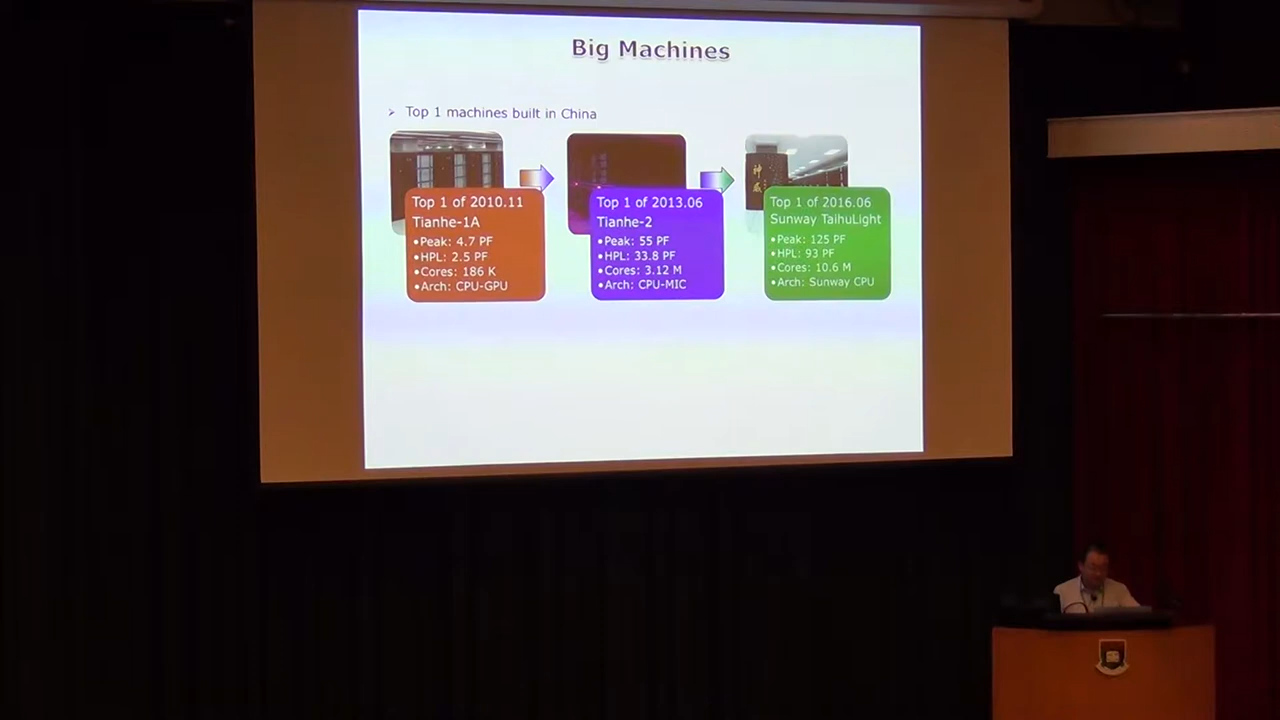 Big Machines
➢ Top 1 machines built in China
神
威
Top 1 of 2010.11
Tianhe-1A
•Peak: 4.7 PF
•HPL: 2.5 PF
•Cores: 186 K
•Arch: CPU-GPU
Top 1 of 2013.06
Tianhe-2
•Peak: 55 PF
•HPL: 33.8 PF
•Cores: 3.12 M
•Arch: CPU-MIC
Top 1 of 2016.06
Sunway TaihuLight
•Peak: 125 PF
•HPL: 93 PF
•Cores: 10.6 M
•Arch: Sunway CPU